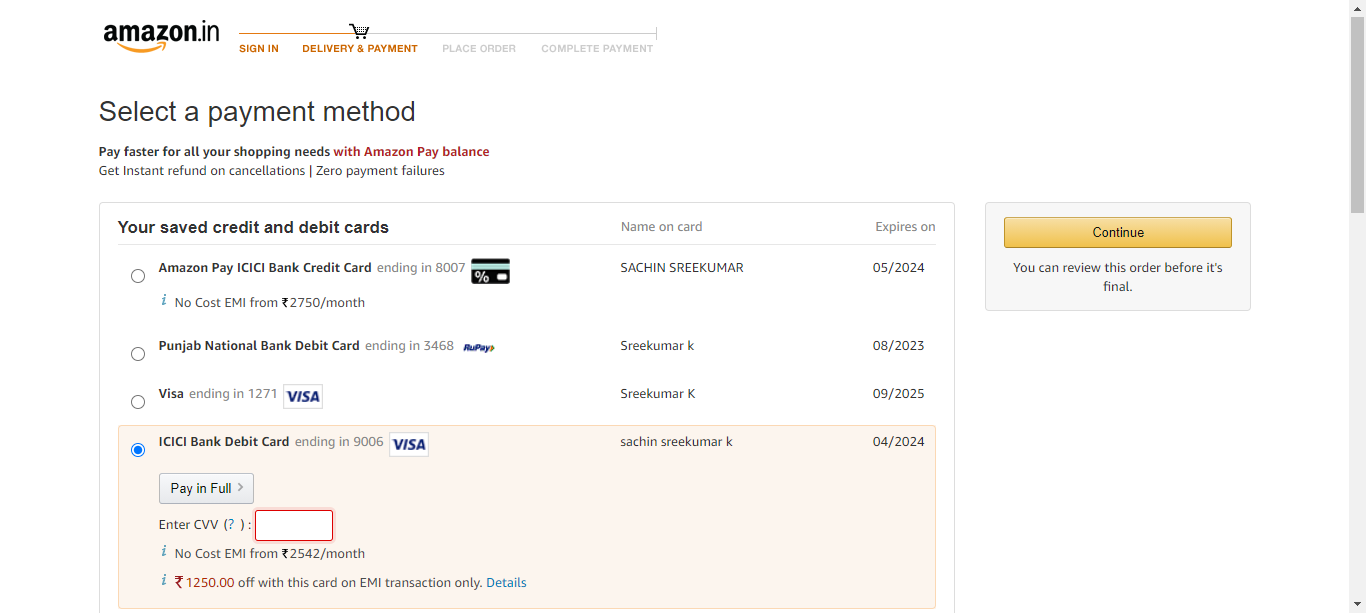 amazon.in
SIGN IN DELIVERY & PAYMENT PLACE ORDER COMPLETE PAYMENT
Select a payment method
Pay faster for all your shopping needs with Amazon Pay balance
Get Instant refund on cancellations | Zero payment failures
Your saved credit and debit cards Name on card Expires on
Amazon Pay ICICI Bank Credit Card ending in 8007 % SACHIN SREEKUMAR 05/2024
i No Cost EMI from ₹2750/month
Punjab National Bank Debit Card ending in 3468 RuPay Sreekumar k 08/2023
Visa ending in 1271 VISA Sreekumar K 09/2025
ICICI Bank Debit Card ending in 9006 VISA sachin sreekumar k 04/2024
Pay in Full >
Enter CVV (? ) :
i No Cost EMI from ₹2542/month
i ₹ 1250.00 off with this card on EMI transaction only. Details
Continue
You can review this order before it's
final.